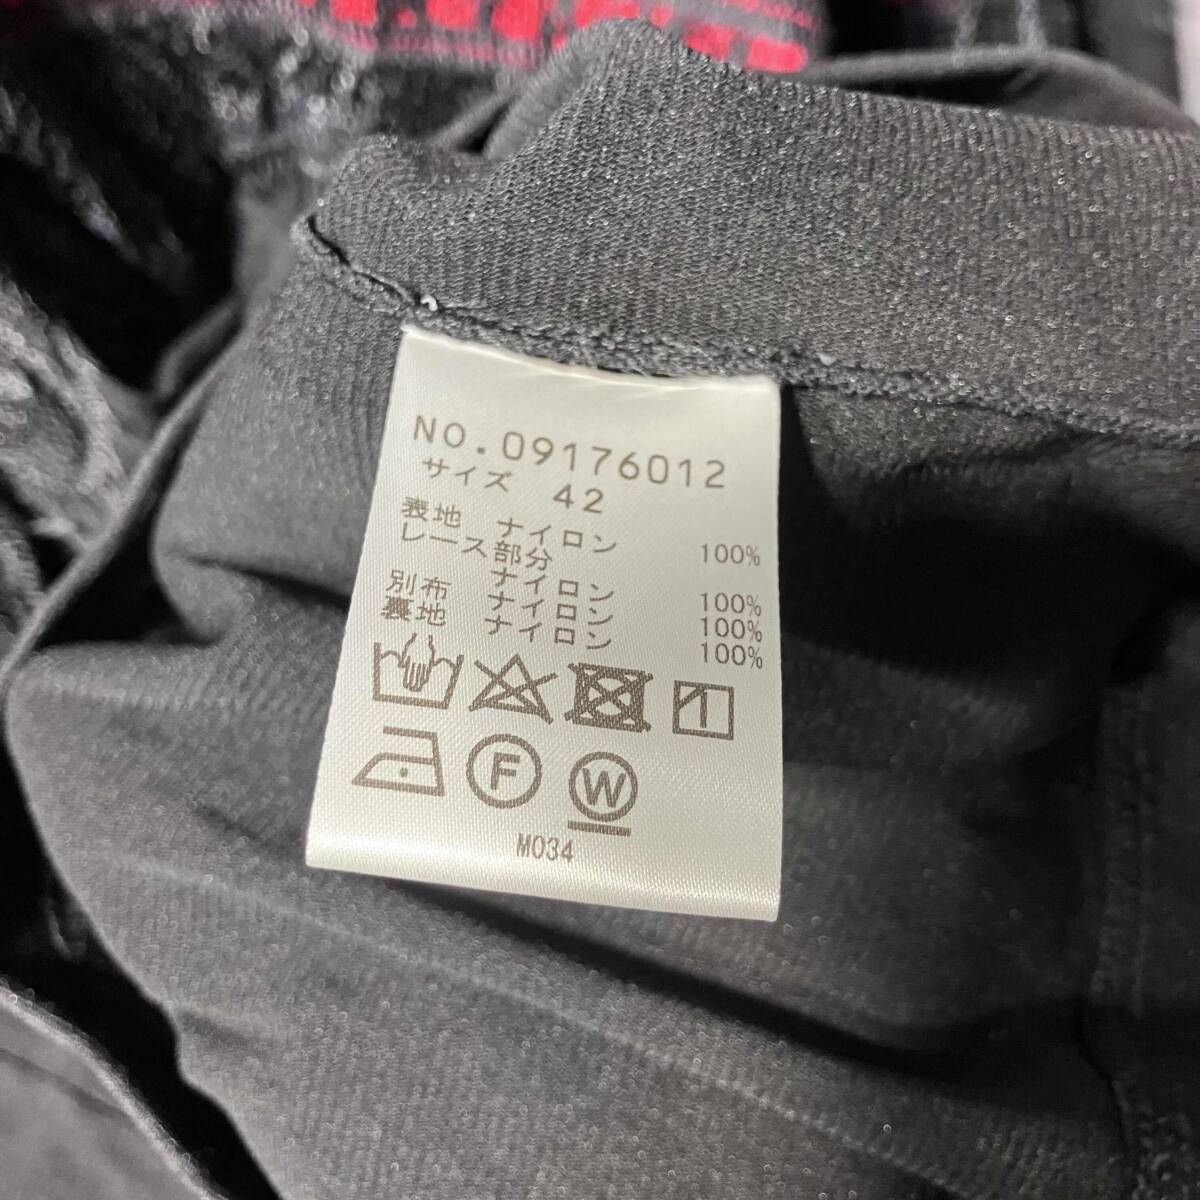 NO.09176012
サイズ 42
表地 ナイロン 100%
レース部分
ナイロン 100%
別布 ナイロン 100%
裏地 ナイロン 100%
F
W
M034